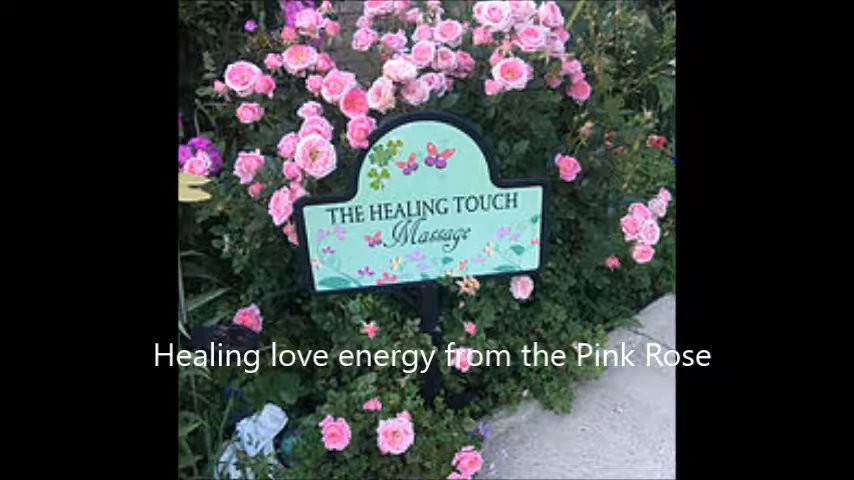 THE HEALING TOUCH
Massage
Healing love energy from the Pink Rose